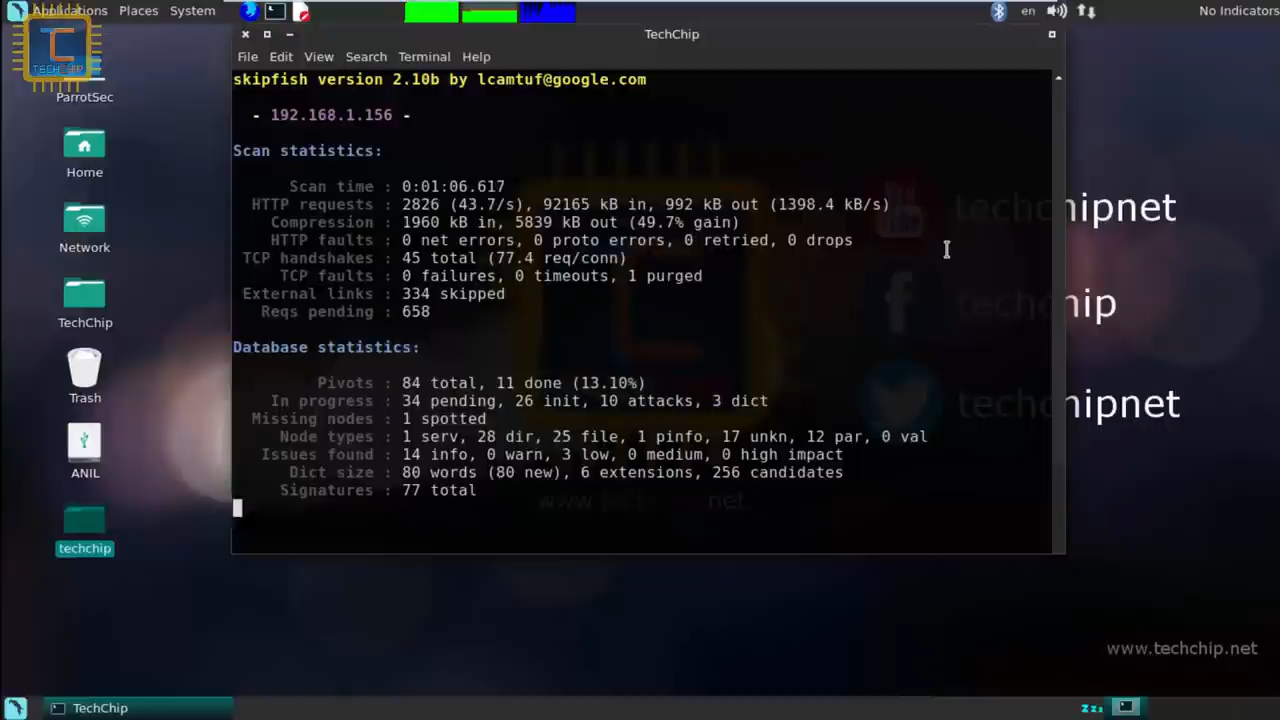 Applications Places System
en
No Indicators
TechChip
File Edit View Search Terminal Help
TECHCHIP
ParrotSec
Home
Network
TechChip
Trash
ANIL
techchip
skipfish version 2.10b by lcamtuf@google.com
- 192.168.1.156 -
Scan statistics:
Scan time : 0:01:06.617
HTTP requests : 2826 (43.7/s), 92165 kB in, 992 kB out (1398.4 kB/s)
Compression : 1960 kB in, 5839 kB out (49.7% gain)
HTTP faults : 0 net errors, 0 proto errors, 0 retried, 0 drops
TCP handshakes : 45 total (77.4 req/conn)
TCP faults : 0 failures, 0 timeouts, 1 purged
External links : 334 skipped
Reqs pending : 658
Database statistics:
Pivots : 84 total, 11 done (13.10%)
In progress : 34 pending, 26 init, 10 attacks, 3 dict
Missing nodes : 1 spotted
Node types : 1 serv, 28 dir, 25 file, 1 pinfo, 17 unkn, 12 par, 0 val
Issues found : 14 info, 0 warn, 3 low, 0 medium, 0 high impact
Dict size : 80 words (80 new), 6 extensions, 256 candidates
Signatures : 77 total
techchipnet
techchip
techchipnet
www.techchip.net
TechChip
zzz